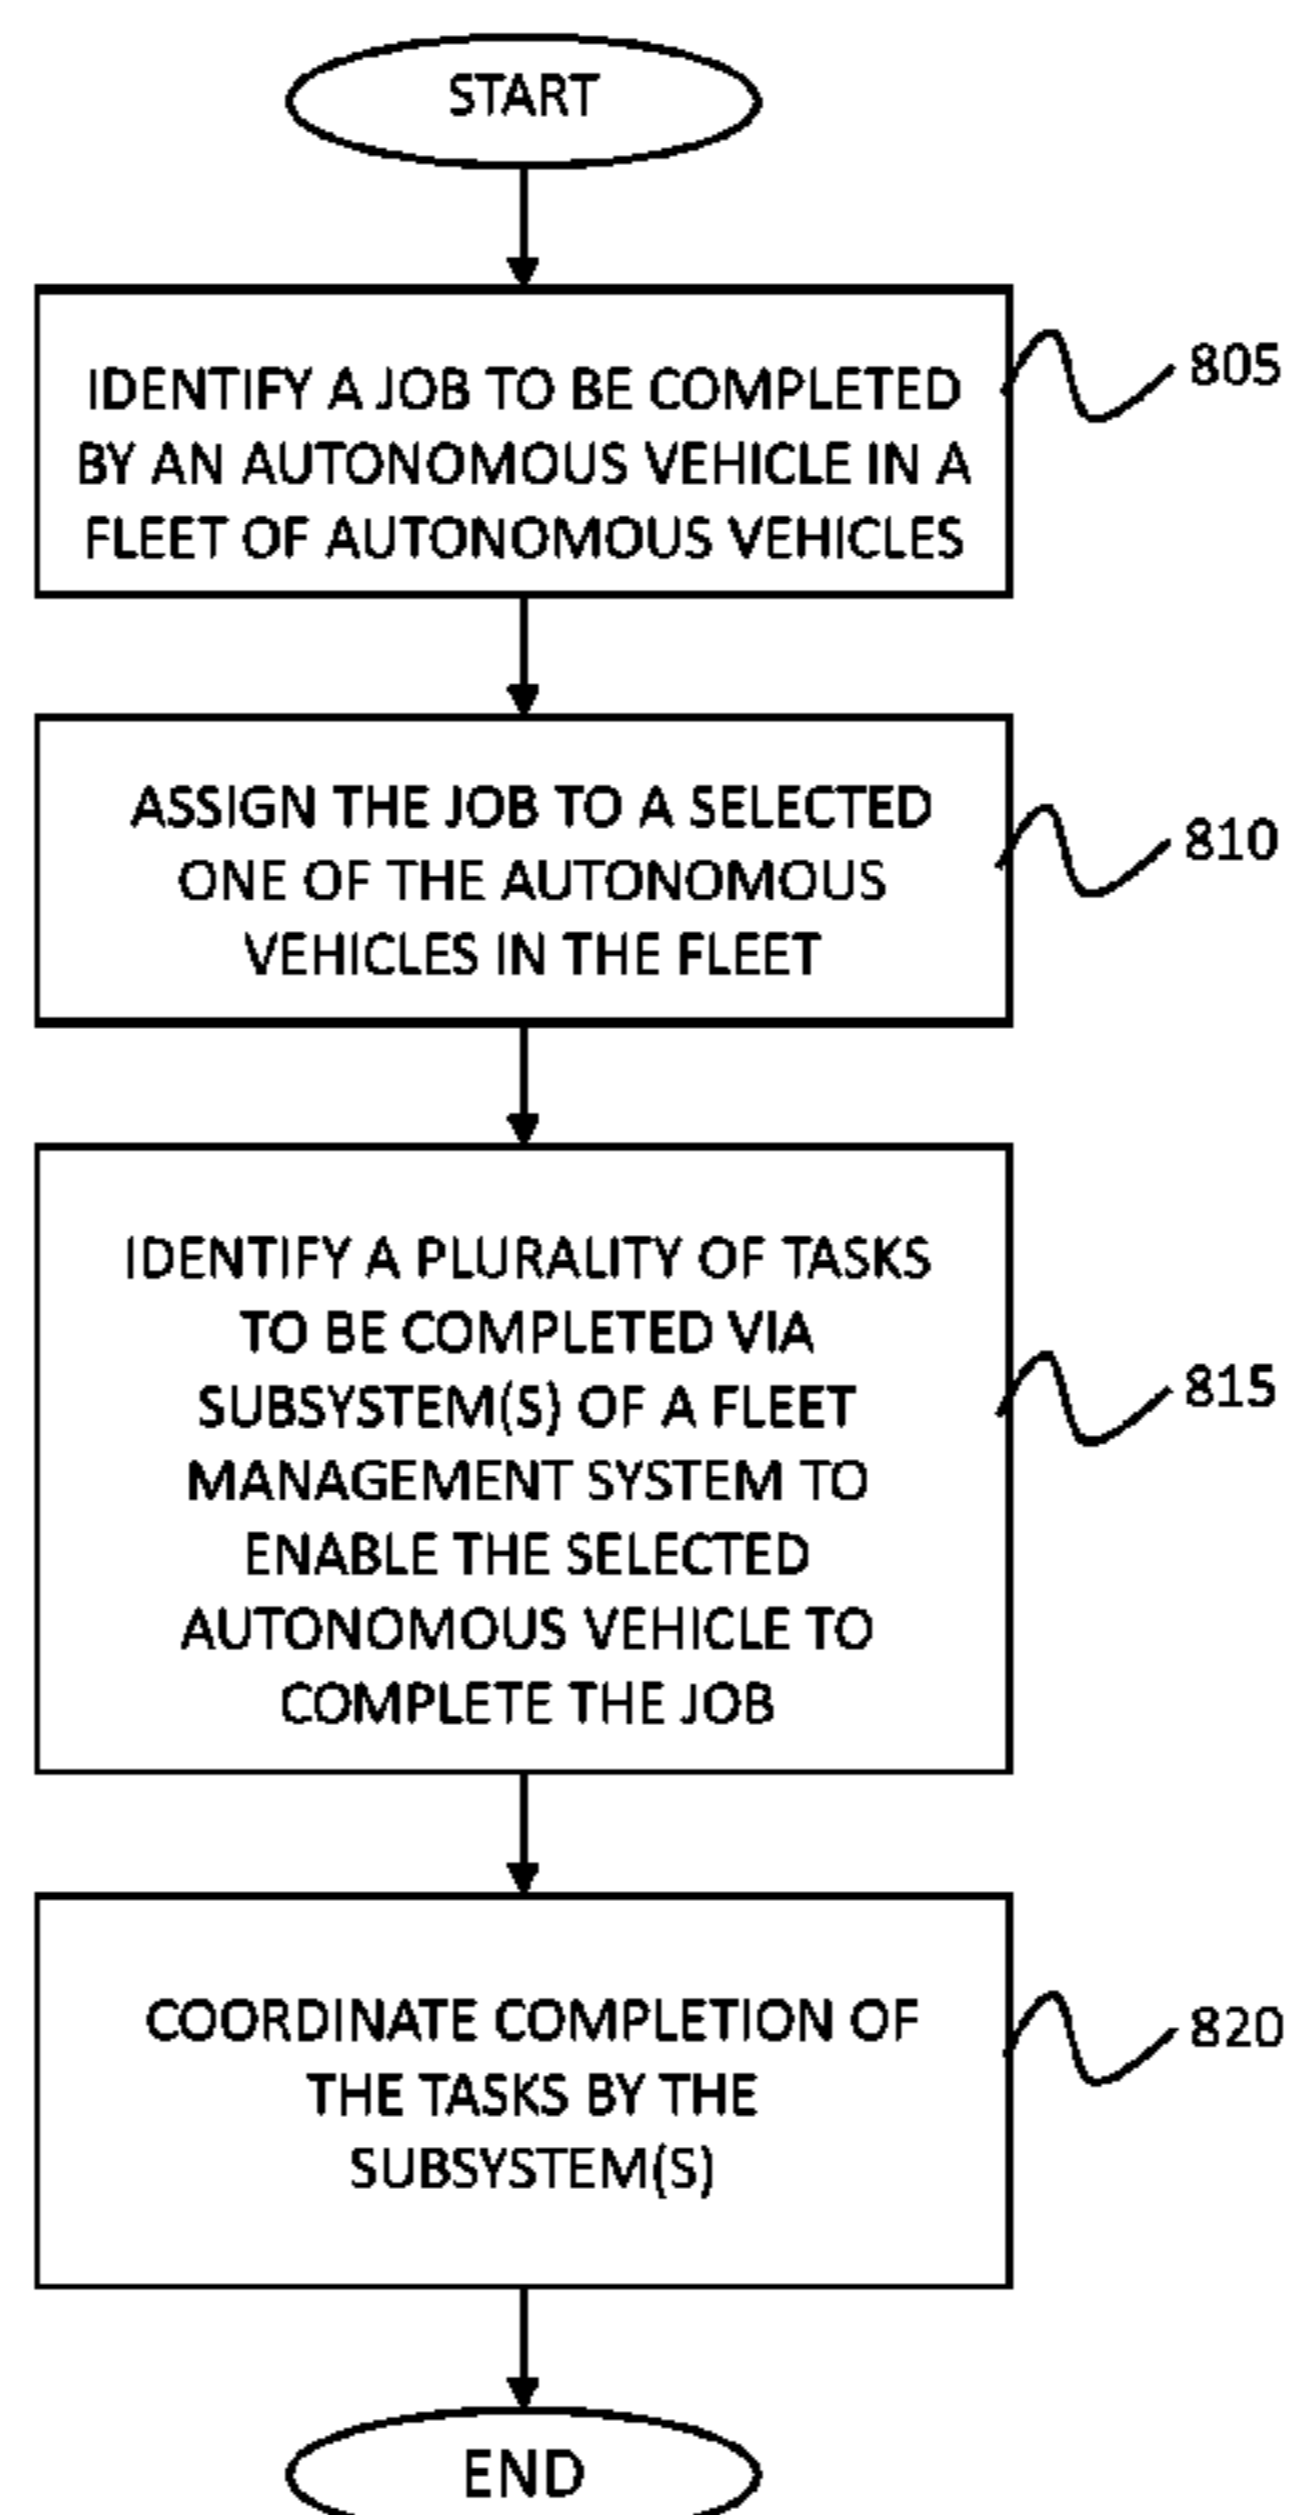 START
IDENTIFY A JOB TO BE COMPLETED
BY AN AUTONOMOUS VEHICLE IN A
FLEET OF AUTONOMOUS VEHICLES
805
ASSIGN THE JOB TO A SELECTED
ONE OF THE AUTONOMOUS
VEHICLES IN THE FLEET
810
IDENTIFY A PLURALITY OF TASKS
TO BE COMPLETED VIA
SUBSYSTEM(S) OF A FLEET
MANAGEMENT SYSTEM TO
ENABLE THE SELECTED
AUTONOMOUS VEHICLE TO
COMPLETE THE JOB
815
COORDINATE COMPLETION OF
THE TASKS BY THE
SUBSYSTEM(S)
820
END